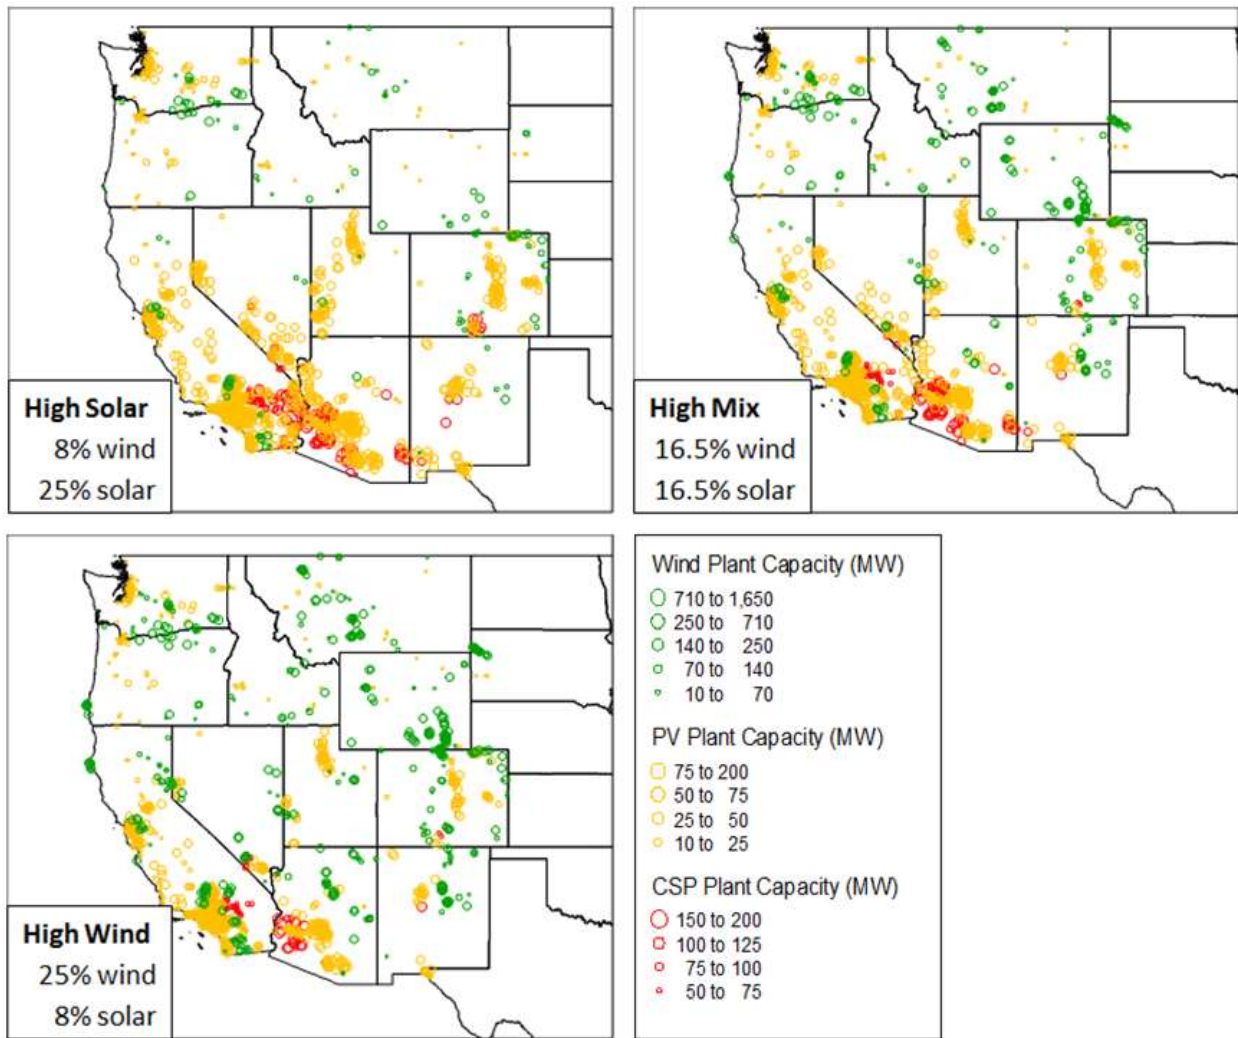 High Solar
8% wind
25% solar
High Mix
16.5% wind
16.5% solar
High Wind
25% wind
8% solar
Wind Plant Capacity (MW)
710 to 1,650
250 to 710
140 to 250
70 to 140
10 to 70
PV Plant Capacity (MW)
75 to 200
50 to 75
25 to 50
10 to 25
CSP Plant Capacity (MW)
150 to 200
100 to 125
75 to 100
50 to 75